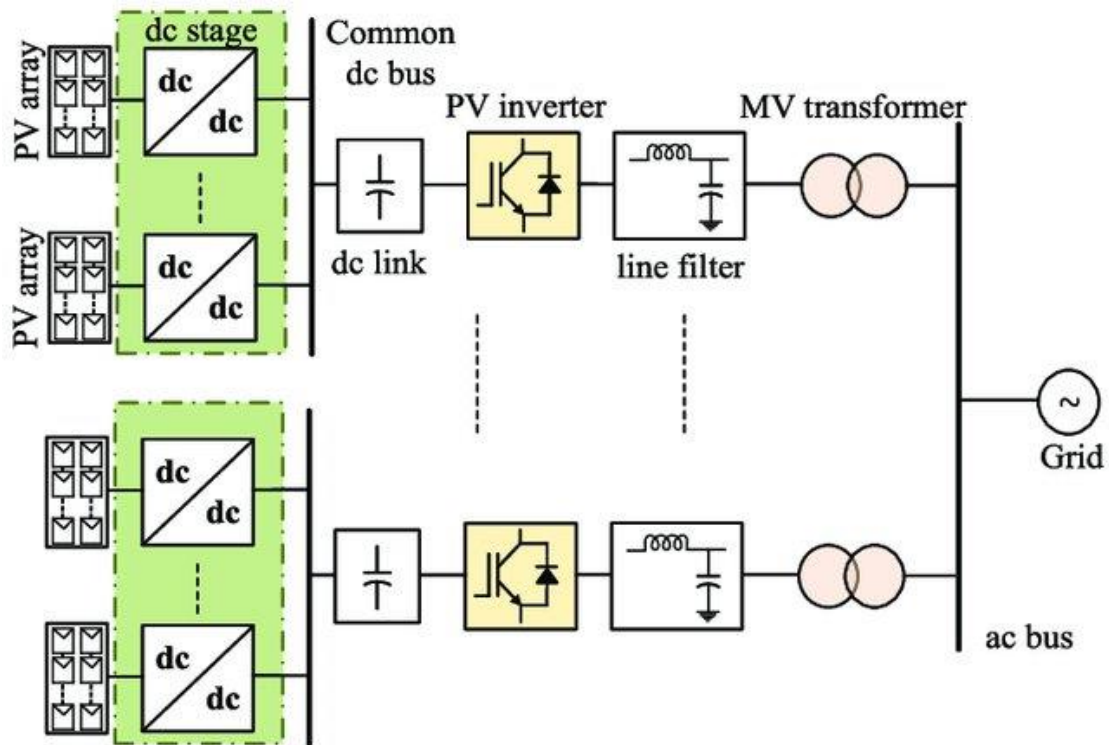 dc stage
Common
dc bus
PV array
dc
dc
PV inverter
MV transformer
PV array
dc
dc
dc link
line filter
~
Grid
dc
dc
dc
dc
ac bus